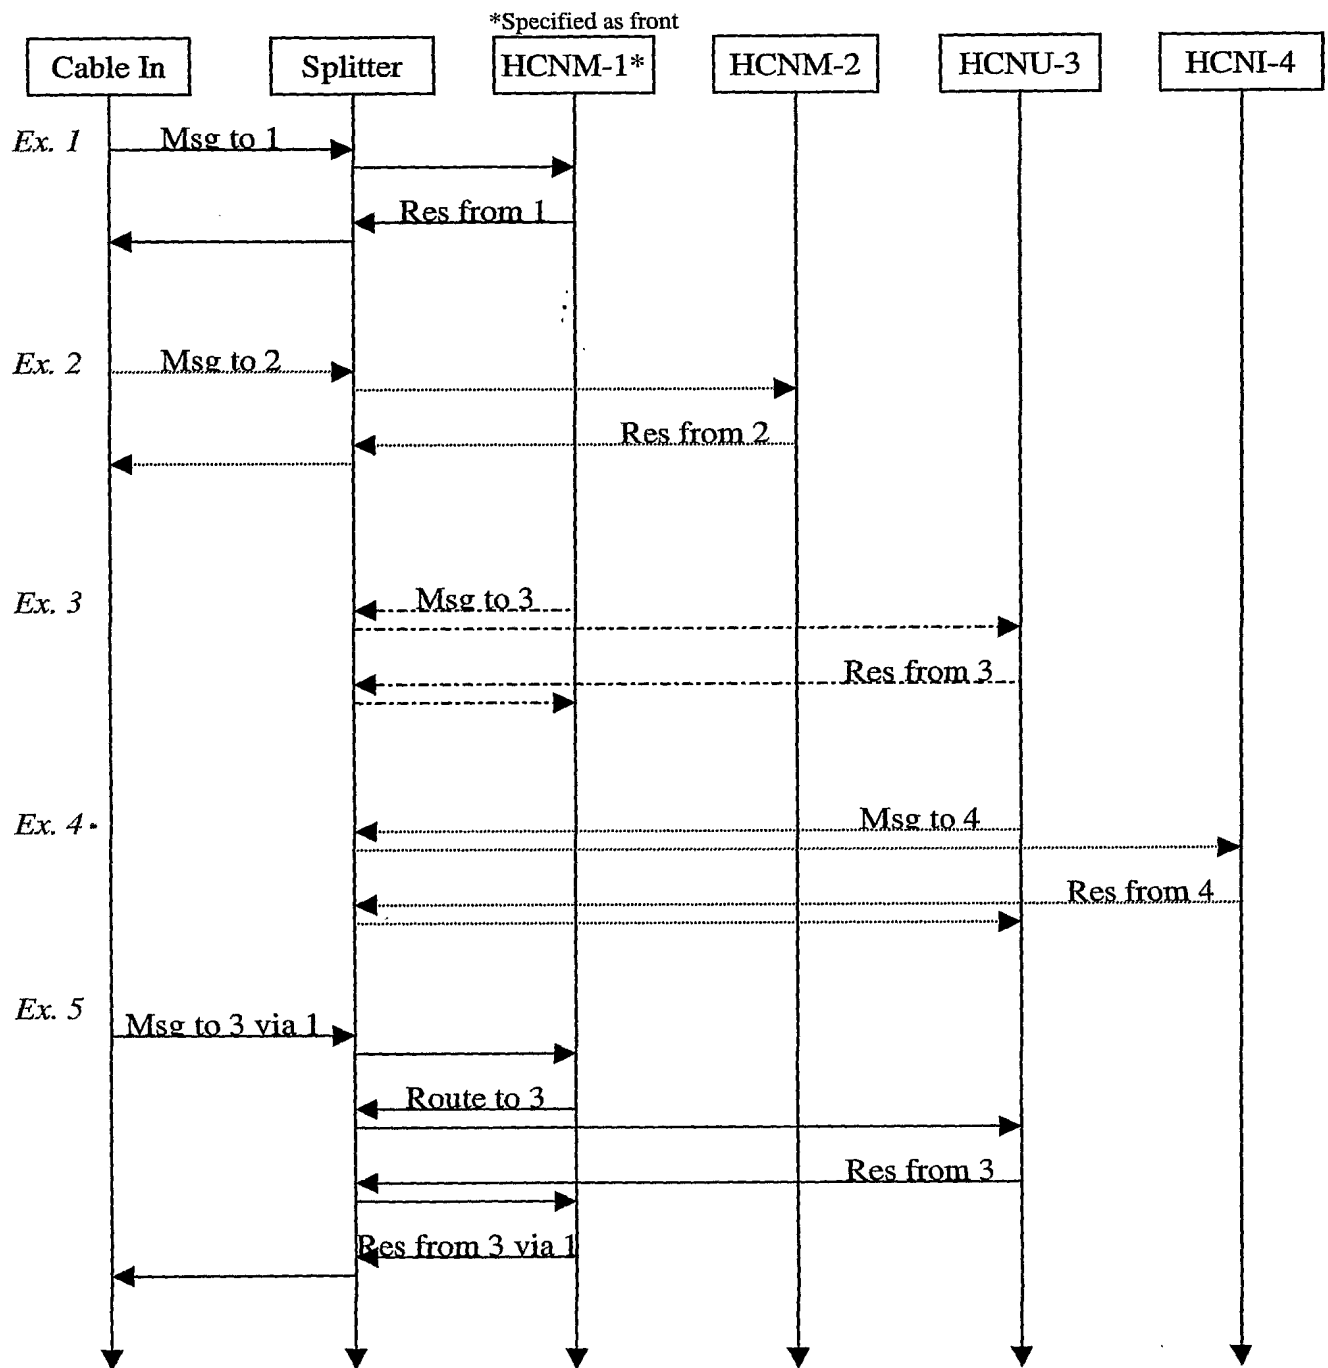 *Specified as front
Cable In
Splitter
HCNM-1*
HCNM-2
HCNU-3
HCNI-4
Ex. 1
Msg to 1
Res from 1
Ex. 2
Msg to 2
Res from 2
Ex. 3
Msg to 3
Res from 3
Ex. 4
Msg to 4
Res from 4
Ex. 5
Msg to 3 via 1
Route to 3
Res from 3
Res from 3 via 1